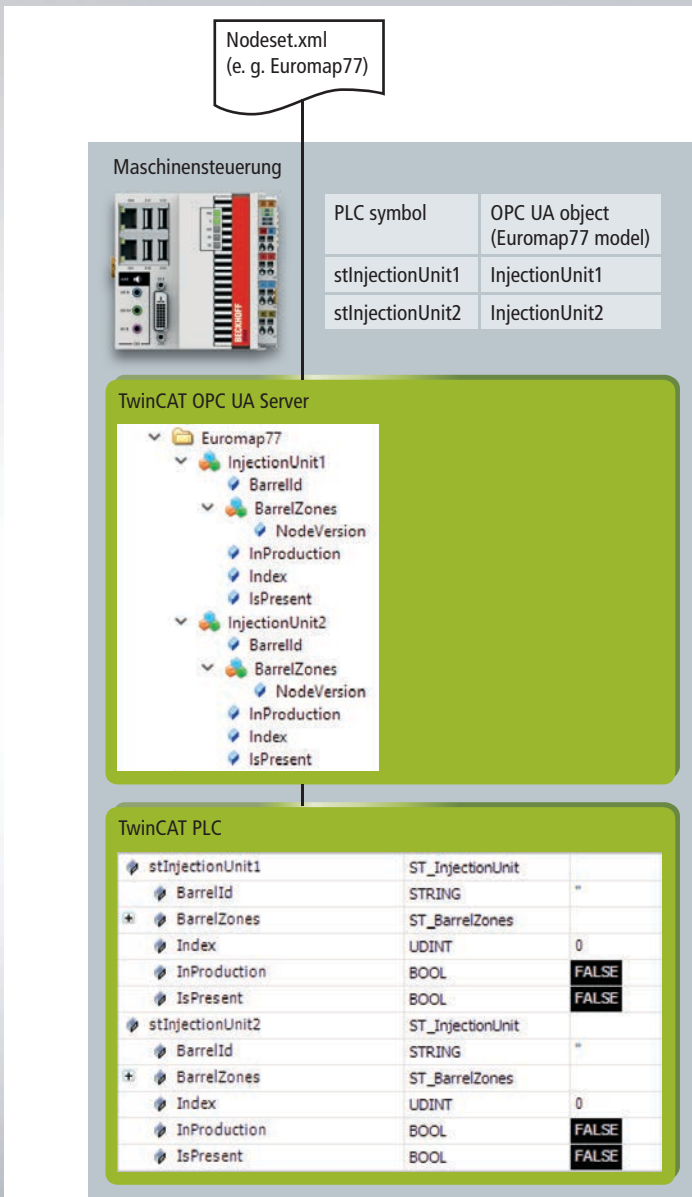 Nodeset.xml
(e. g. Euromap77)
Maschinensteuerung
BECKHOFF
PLC symbol OPC UA object
(Euromap77 model)
stInjectionUnit1 InjectionUnit1
stInjectionUnit2 InjectionUnit2
TwinCAT OPC UA Server
Euromap77
InjectionUnit1
BarrelId
BarrelZones
NodeVersion
InProduction
Index
IsPresent
InjectionUnit2
BarrelId
BarrelZones
NodeVersion
InProduction
Index
IsPresent
TwinCAT PLC
stInjectionUnit1 ST_InjectionUnit
BarrelId STRING ''
BarrelZones ST_BarrelZones
Index UDINT 0
InProduction BOOL FALSE
IsPresent BOOL FALSE
stInjectionUnit2 ST_InjectionUnit
BarrelId STRING ''
BarrelZones ST_BarrelZones
Index UDINT 0
InProduction BOOL FALSE
IsPresent BOOL FALSE